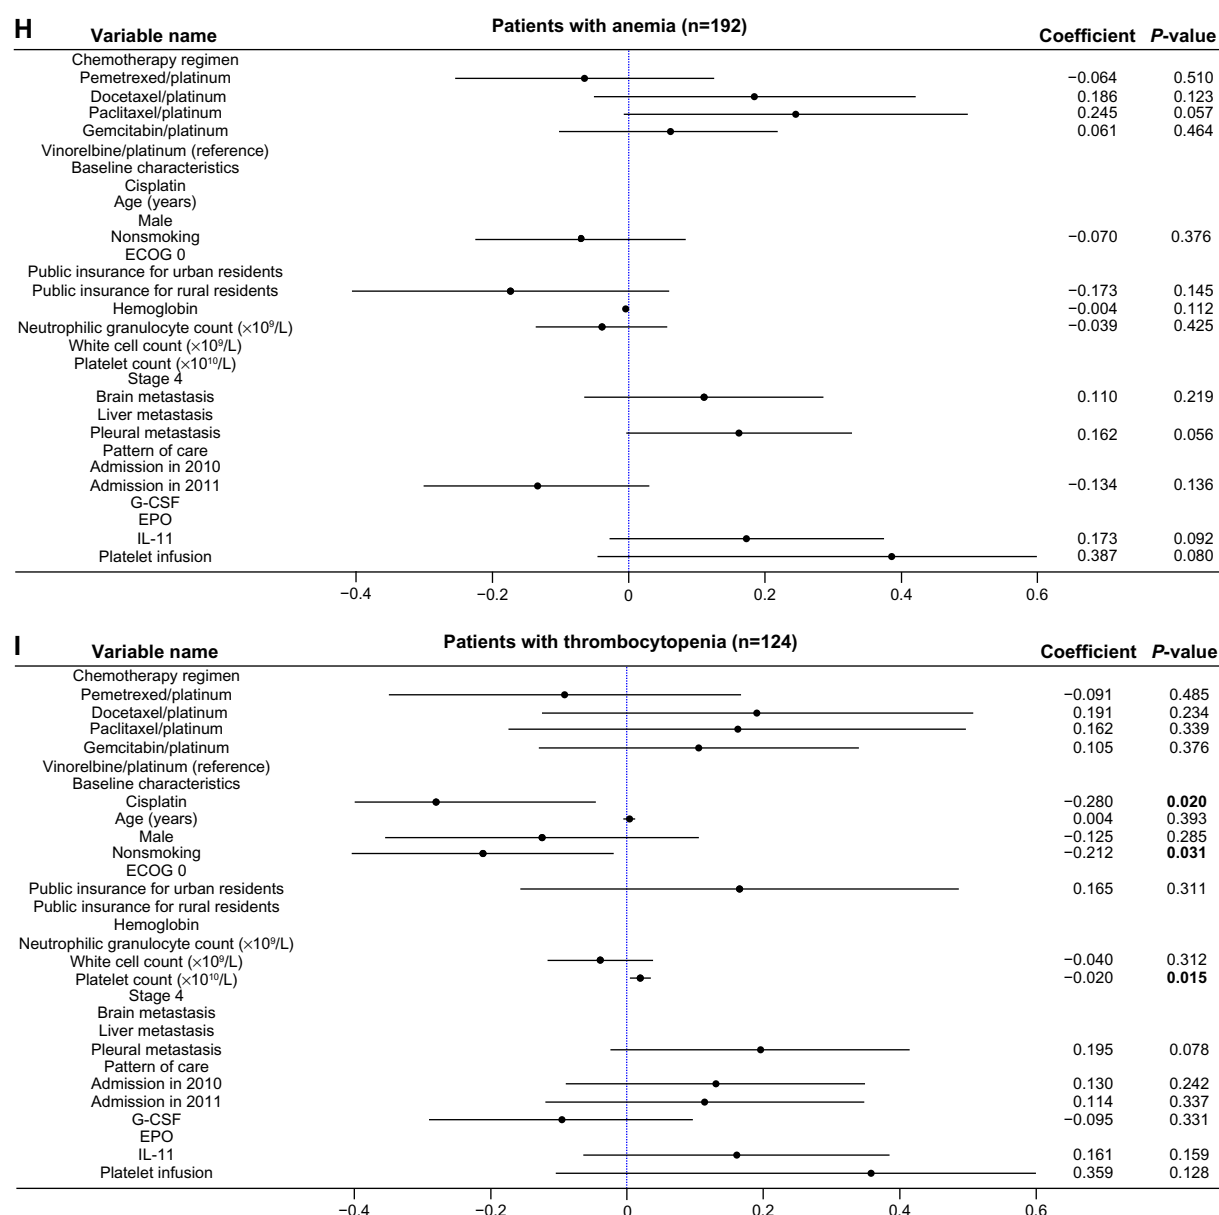 H
Patients with anemia (n=192)
Variable name Coefficient P-value
Chemotherapy regimen
Pemetrexed/platinum −0.064 0.510
Docetaxel/platinum 0.186 0.123
Paclitaxel/platinum 0.245 0.057
Gemcitabin/platinum 0.061 0.464
Vinorelbine/platinum (reference)
Baseline characteristics
Cisplatin
Age (years)
Male
Nonsmoking −0.070 0.376
ECOG 0
Public insurance for urban residents
Public insurance for rural residents −0.173 0.145
Hemoglobin −0.004 0.112
Neutrophilic granulocyte count (×10⁹/L) −0.039 0.425
White cell count (×10⁹/L)
Platelet count (×10¹⁰/L)
Stage 4
Brain metastasis 0.110 0.219
Liver metastasis
Pleural metastasis 0.162 0.056
Pattern of care
Admission in 2010
Admission in 2011 −0.134 0.136
G-CSF
EPO
IL-11 0.173 0.092
Platelet infusion 0.387 0.080
−0.4 −0.2 0 0.2 0.4 0.6
I
Patients with thrombocytopenia (n=124)
Variable name Coefficient P-value
Chemotherapy regimen
Pemetrexed/platinum −0.091 0.485
Docetaxel/platinum 0.191 0.234
Paclitaxel/platinum 0.162 0.339
Gemcitabin/platinum 0.105 0.376
Vinorelbine/platinum (reference)
Baseline characteristics
Cisplatin −0.280 0.020
Age (years) 0.004 0.393
Male −0.125 0.285
Nonsmoking −0.212 0.031
ECOG 0
Public insurance for urban residents 0.165 0.311
Public insurance for rural residents
Hemoglobin
Neutrophilic granulocyte count (×10⁹/L)
White cell count (×10⁹/L) −0.040 0.312
Platelet count (×10¹⁰/L) −0.020 0.015
Stage 4
Brain metastasis
Liver metastasis
Pleural metastasis 0.195 0.078
Pattern of care
Admission in 2010 0.130 0.242
Admission in 2011 0.114 0.337
G-CSF −0.095 0.331
EPO
IL-11 0.161 0.159
Platelet infusion 0.359 0.128
−0.4 −0.2 0 0.2 0.4 0.6